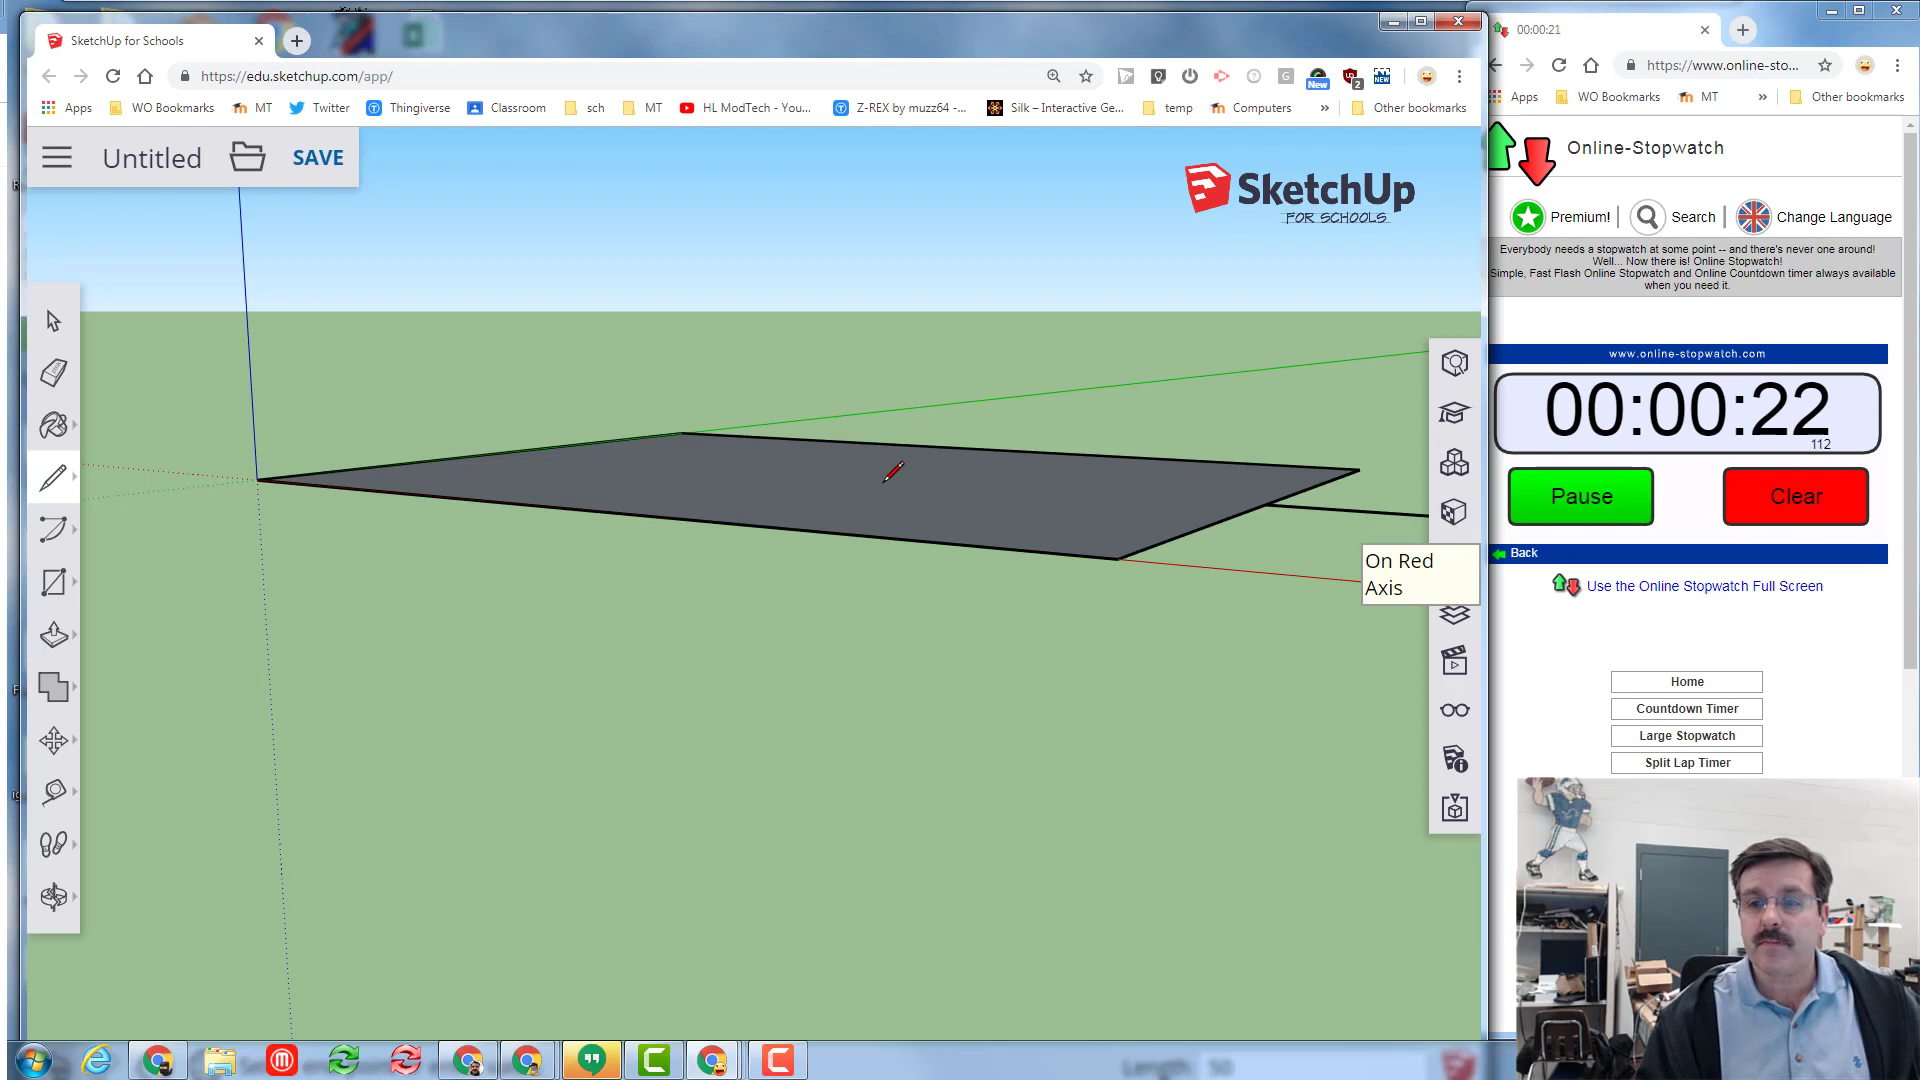 SketchUp for Schools
00:00:21
https://edu.sketchup.com/app/
https://www.online-sto...
New
2
NEW
Apps
WO Bookmarks
MT
Twitter
Thingiverse
Classroom
sch
MT
HL ModTech - You...
Z-REX by muzz64 -...
Silk – Interactive Ge...
temp
Computers
»
Other bookmarks
Apps
WO Bookmarks
MT
»
Other bookmarks
Untitled
SAVE
SketchUp
FOR SCHOOLS
On Red
Axis
Online-Stopwatch
Premium! |
Search |
Change Language
Everybody needs a stopwatch at some point -- and there's never one around!
Well... Now there is! Online Stopwatch!
Simple, Fast Flash Online Stopwatch and Online Countdown timer always available
when you need it.
www.online-stopwatch.com
00:00:22
112
Pause
Clear
Back
Use the Online Stopwatch Full Screen
Home
Countdown Timer
Large Stopwatch
Split Lap Timer
Length: 50